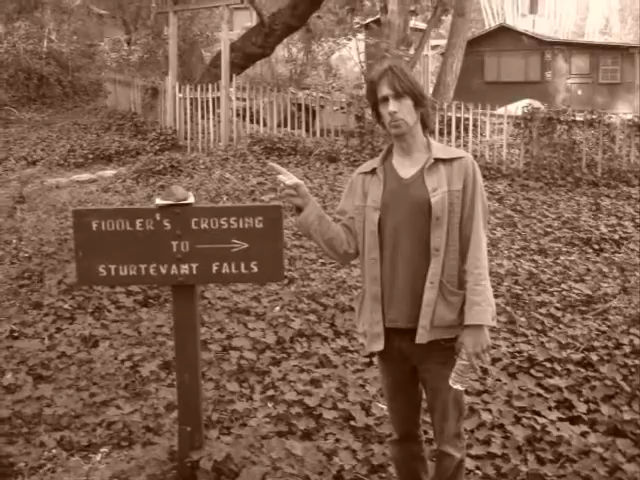 FIDDLER'S CROSSING
TO →
STURTEVANT FALLS